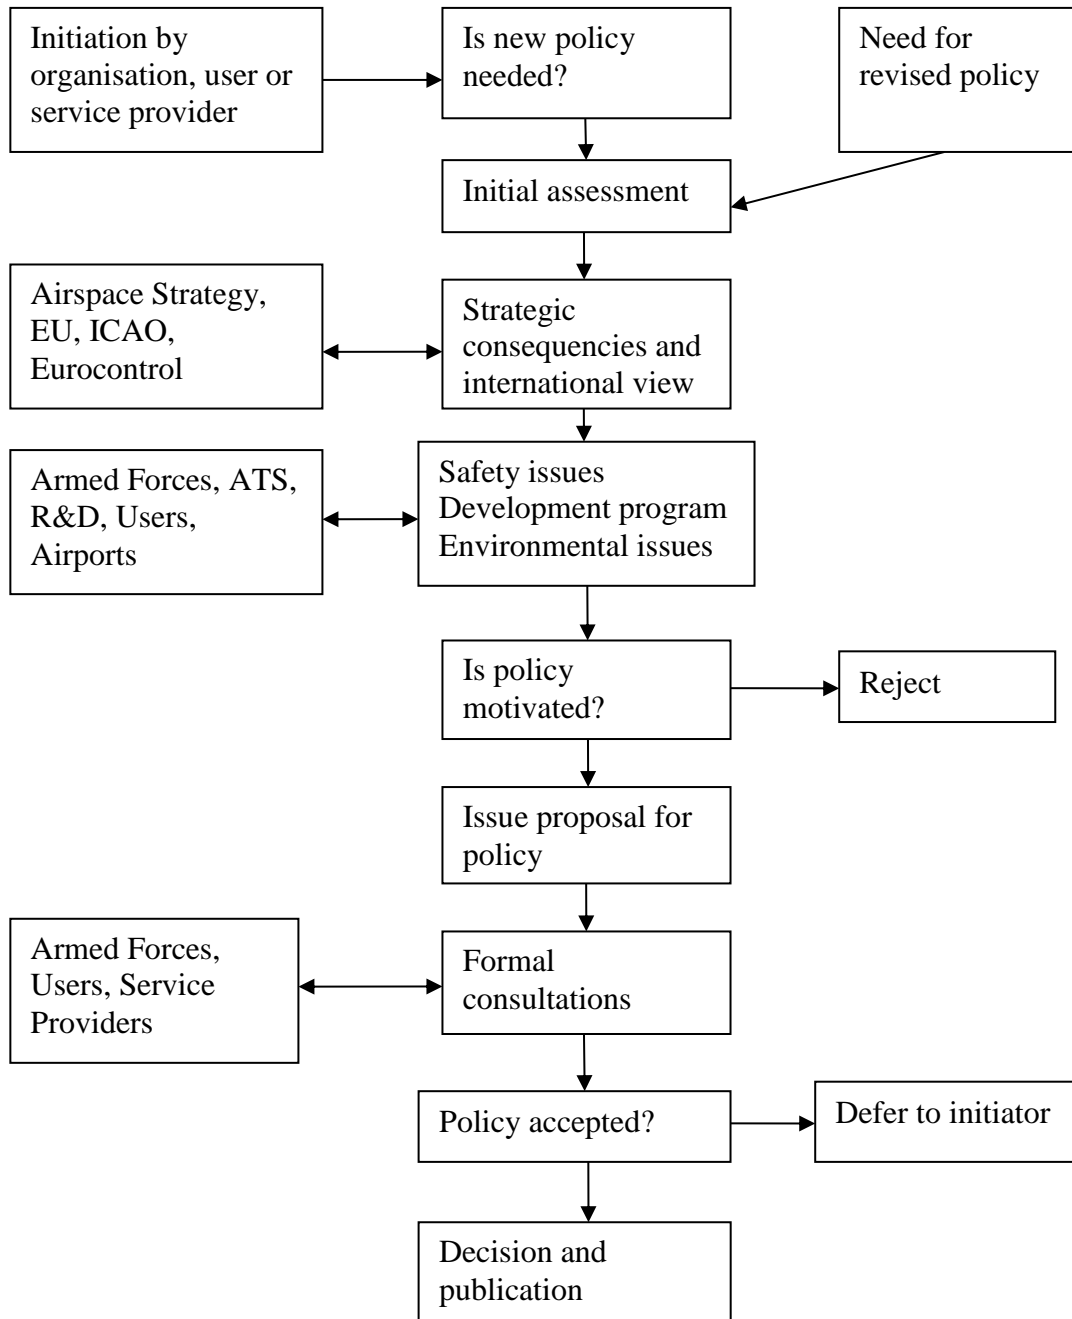 Initiation by
organisation, user or
service provider
Is new policy
needed?
Need for
revised policy
Initial assessment
Airspace Strategy,
EU, ICAO,
Eurocontrol
Strategic
consequencies and
international view
Armed Forces, ATS,
R&D, Users,
Airports
Safety issues
Development program
Environmental issues
Is policy
motivated?
Reject
Issue proposal for
policy
Armed Forces,
Users, Service
Providers
Formal
consultations
Policy accepted?
Defer to initiator
Decision and
publication